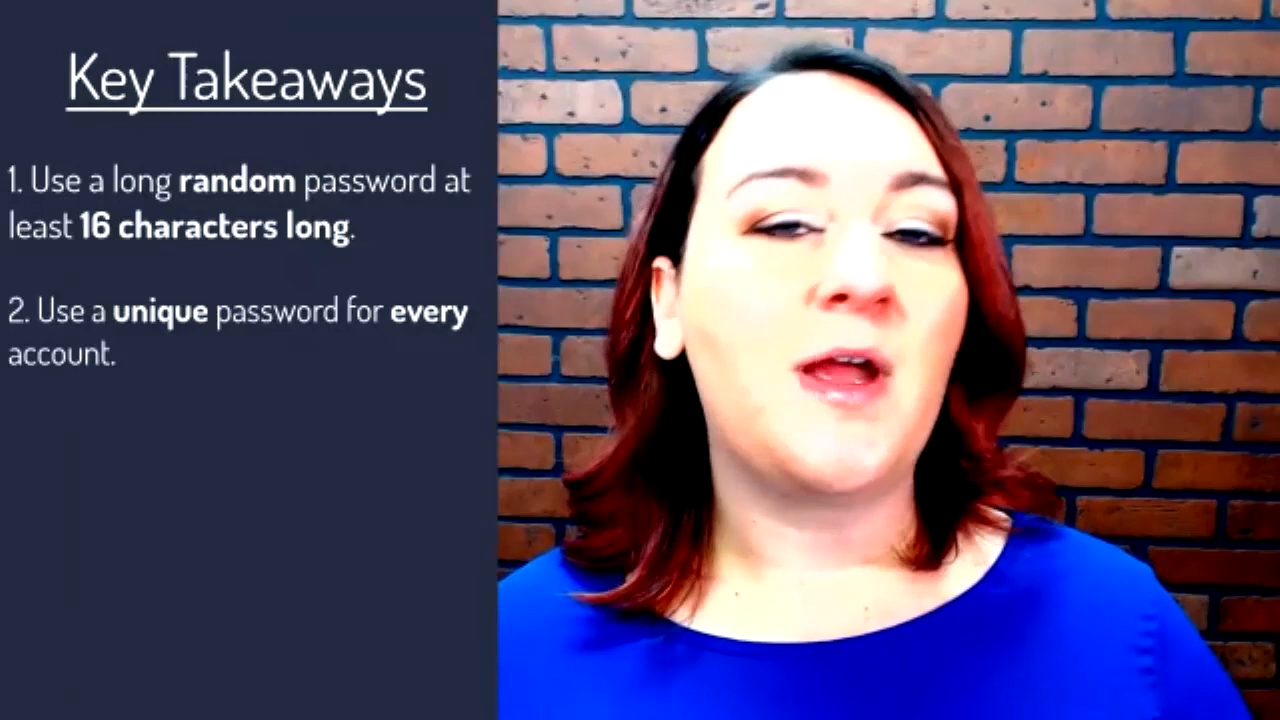 Key Takeaways
1. Use a long random password at
least 16 characters long.
2. Use a unique password for every
account.